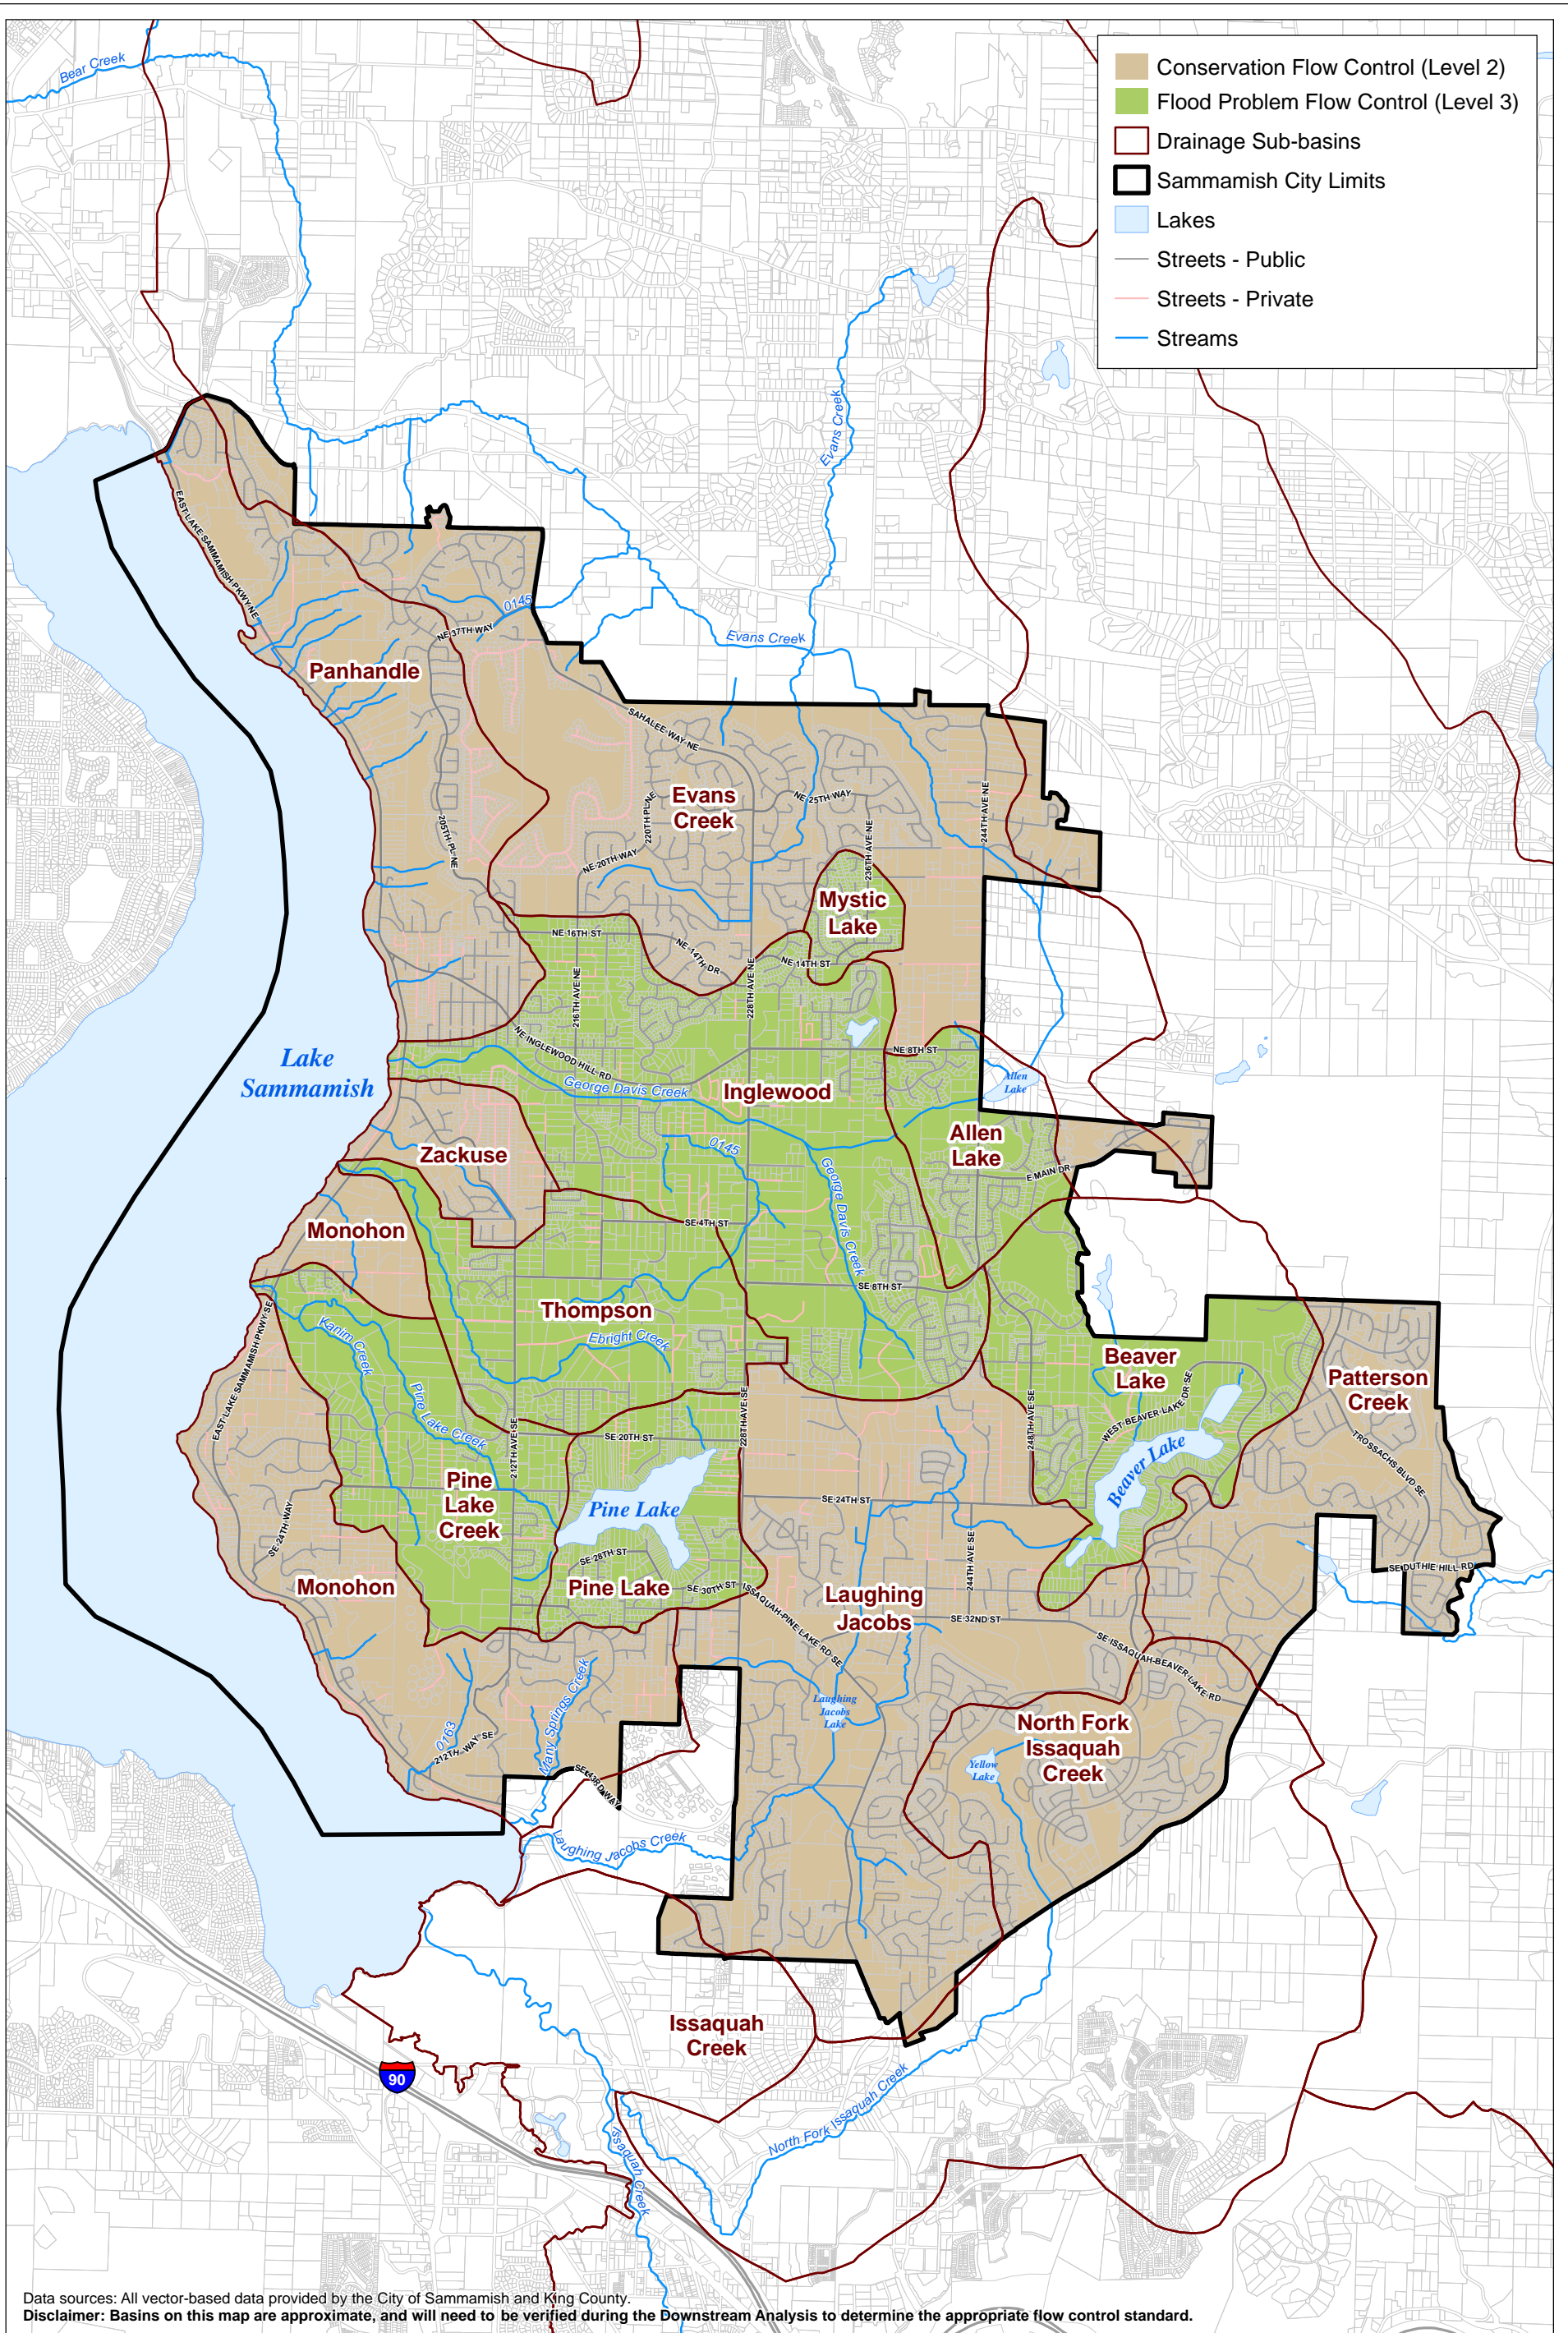 Conservation Flow Control (Level 2)
Flood Problem Flow Control (Level 3)
Drainage Sub-basins
Sammamish City Limits
Lakes
Streets - Public
Streets - Private
Streams
Bear Creek
Evans Creek
EAST LAKE SAMMAMISH PKWY NE
0145
NE 37TH WAY
Evans Creek
Panhandle
SAHALEE WAY NE
Evans
Creek
NE 25TH WAY
220TH PL NE
244TH AVE NE
205TH PL NE
236TH AVE NE
NE 20TH WAY
Mystic
Lake
NE 16TH ST
NE 14TH DR
NE 14TH ST
216TH AVE NE
228TH AVE NE
NE INGLEWOOD HILL RD
NE 8TH ST
Lake
Sammamish
Allen
Lake
George Davis Creek
Inglewood
Allen
Lake
0145
Zackuse
E MAIN DR
George Davis Creek
Monohon
SE 4TH ST
SE 8TH ST
Thompson
Ebright Creek
Kanim Creek
EAST LAKE SAMMAMISH PKWY SE
Beaver
Lake
Patterson
Creek
Pine Lake Creek
WEST BEAVER LAKE DR SE
228TH AVE SE
248TH AVE SE
212TH AVE SE
SE 20TH ST
TROSSACHS BLVD SE
Beaver Lake
Pine
Lake
Creek
Pine Lake
SE 24TH ST
SE 24TH WAY
SE 28TH ST
244TH AVE SE
SE DUTHIE HILL RD
Monohon
Pine Lake
SE 30TH ST
ISSAQUAH-PINE LAKE RD SE
Laughing
Jacobs
SE 32ND ST
SE ISSAQUAH-BEAVER LAKE RD
Many Springs Creek
Laughing
Jacobs
Lake
0163
212TH WAY SE
North Fork
Issaquah
Creek
Yellow
Lake
SE 43RD WAY
Laughing Jacobs Creek
Issaquah
Creek
90
North Fork Issaquah Creek
Issaquah Creek
Data sources: All vector-based data provided by the City of Sammamish and King County.
Disclaimer: Basins on this map are approximate, and will need to be verified during the Downstream Analysis to determine the appropriate flow control standard.